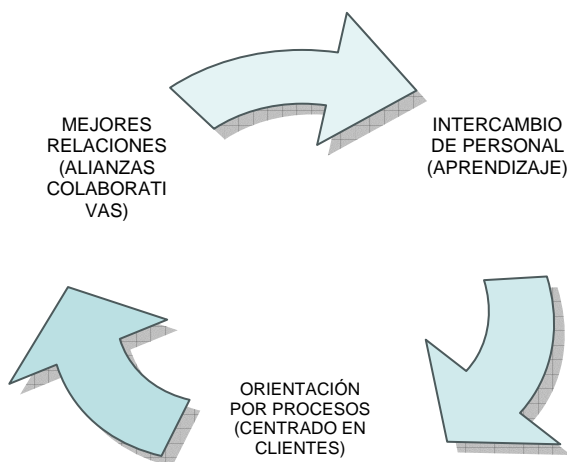 MEJORES
RELACIONES
(ALIANZAS
COLABORATI
VAS)
INTERCAMBIO
DE PERSONAL
(APRENDIZAJE)
ORIENTACIÓN
POR PROCESOS
(CENTRADO EN
CLIENTES)